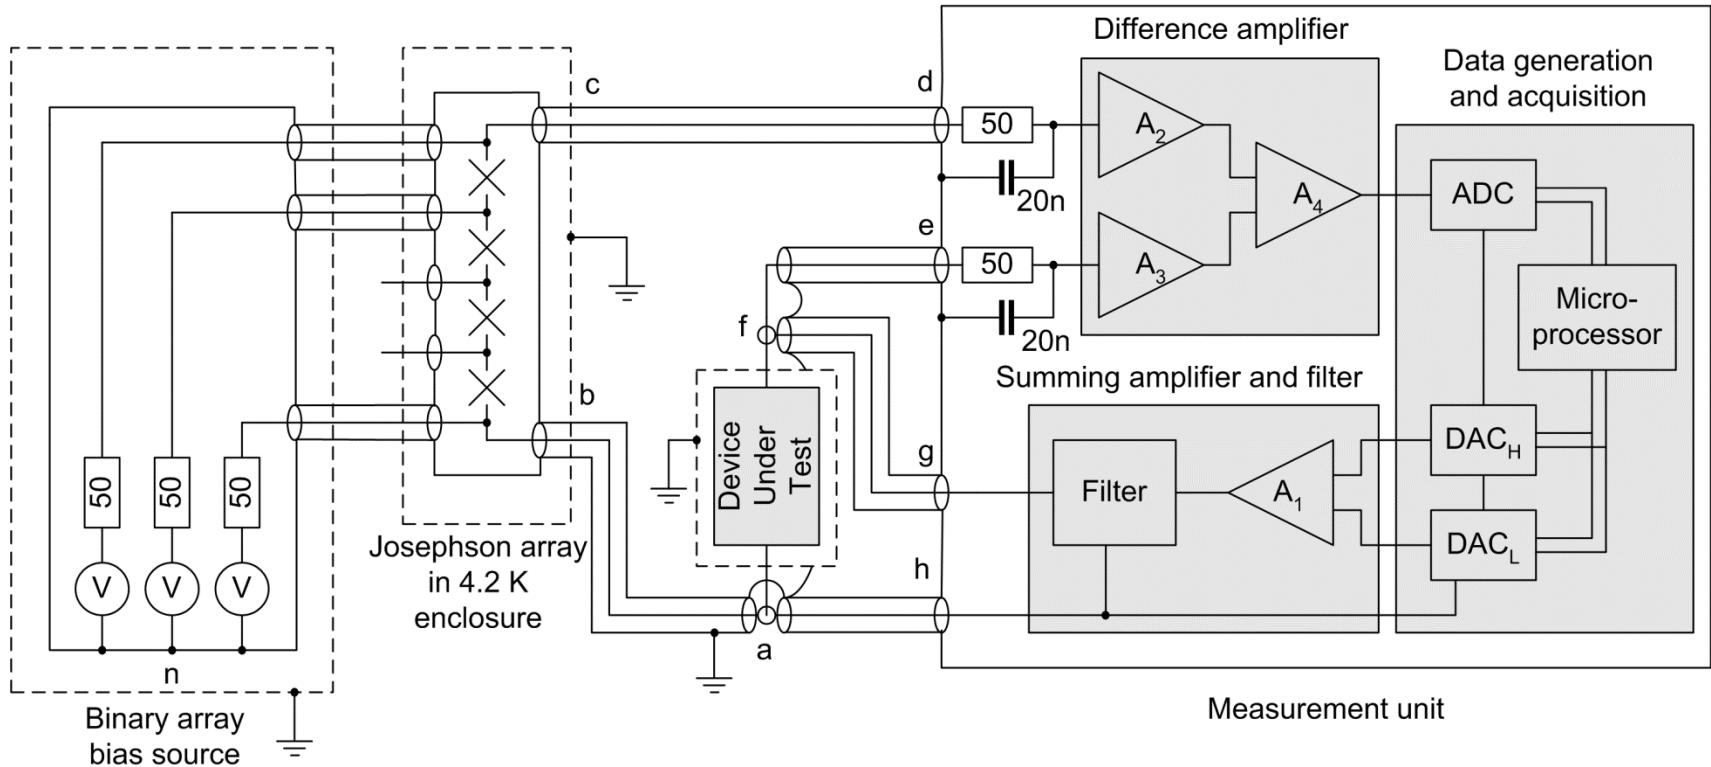 Difference amplifier
Data generation
and acquisition
c
d
50
A2
20n
A4
ADC
e
50
A3
20n
Micro-
processor
f
Summing amplifier and filter
b
Device
Under
Test
g
Filter
A1
DACH
DACL
50
50
50
V
V
V
Josephson array
in 4.2 K
enclosure
h
a
n
Binary array
bias source
Measurement unit